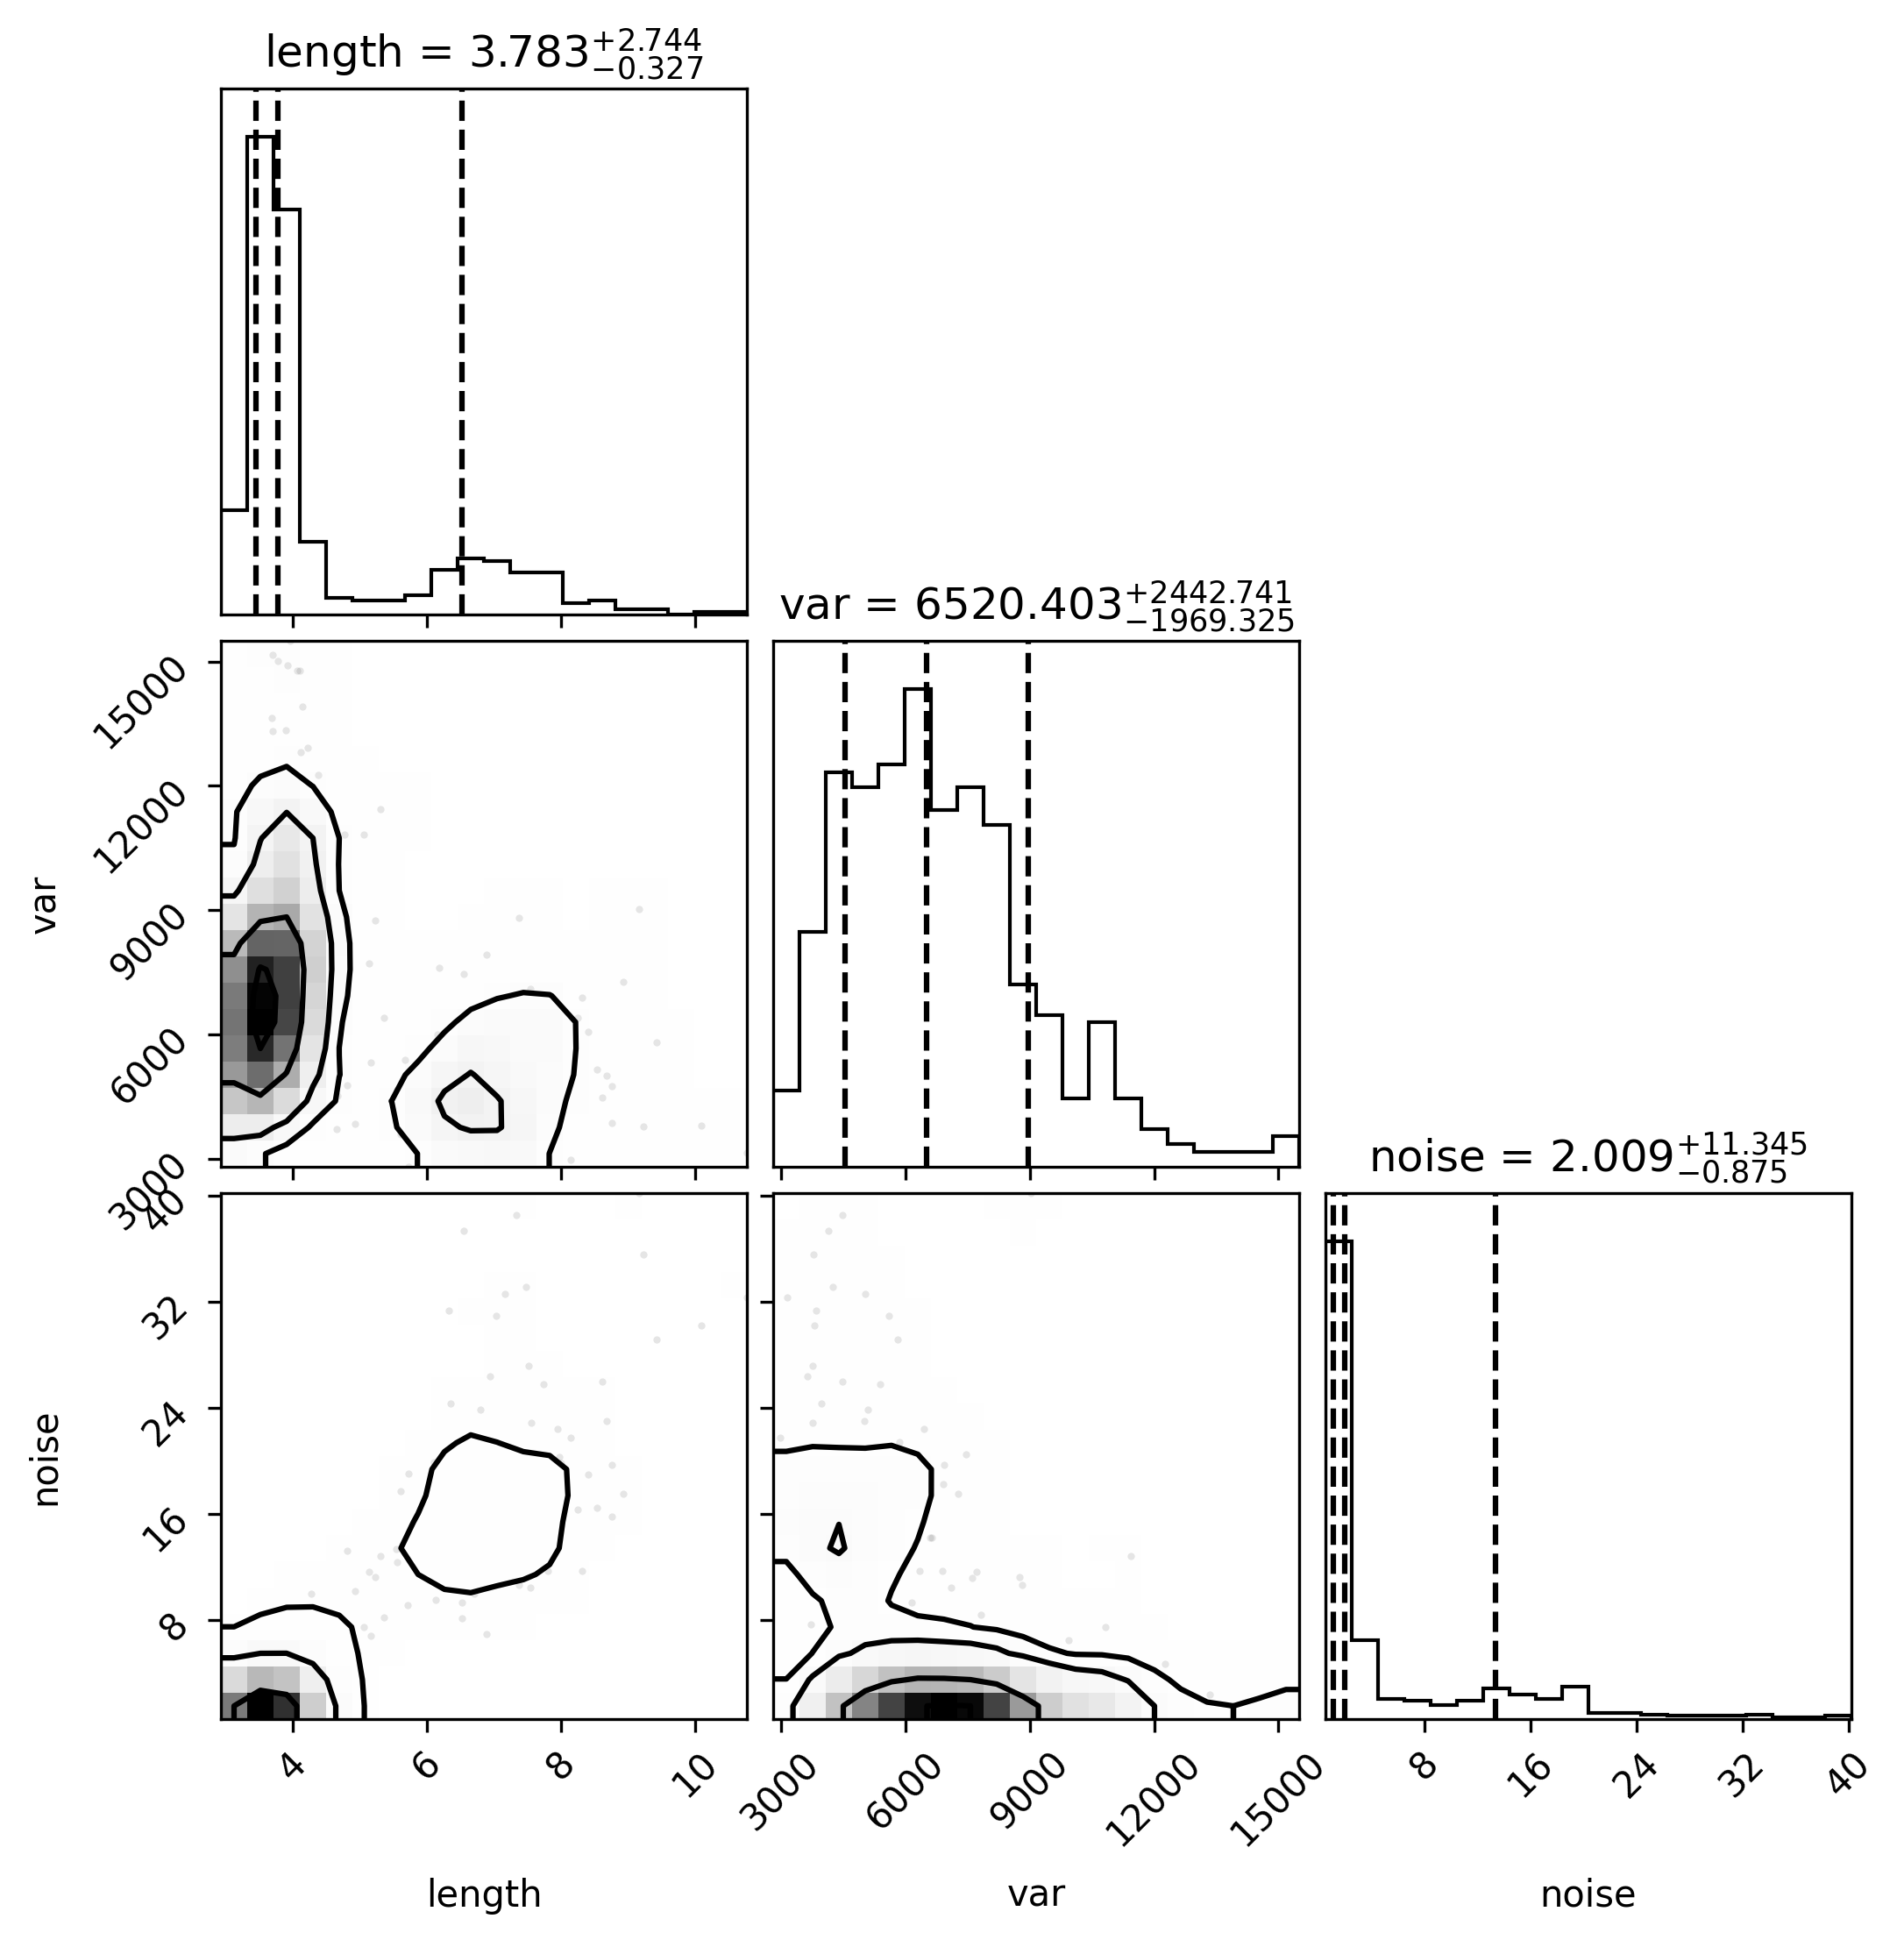 length = 3.783+2.744−0.327
var = 6520.403+2442.741−1969.325
15000
12000
9000
6000
3000
var
noise = 2.009+11.345−0.875
40
32
24
16
8
noise
4 6 8 10 3000 6000 9000 12000 15000 8 16 24 32 40
length var noise